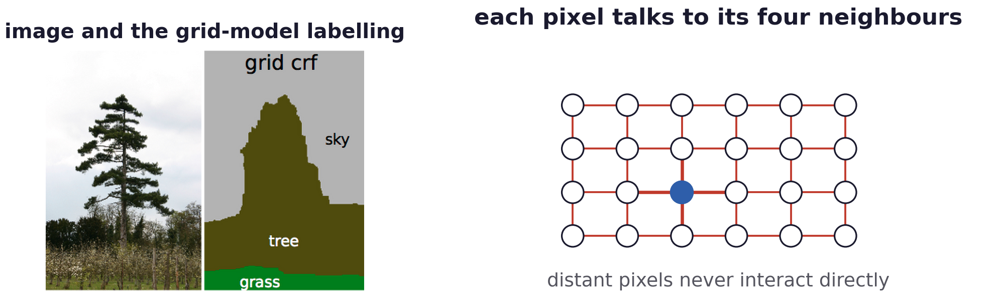 image and the grid-model labelling
grid crf
sky
tree
grass
each pixel talks to its four neighbours
distant pixels never interact directly